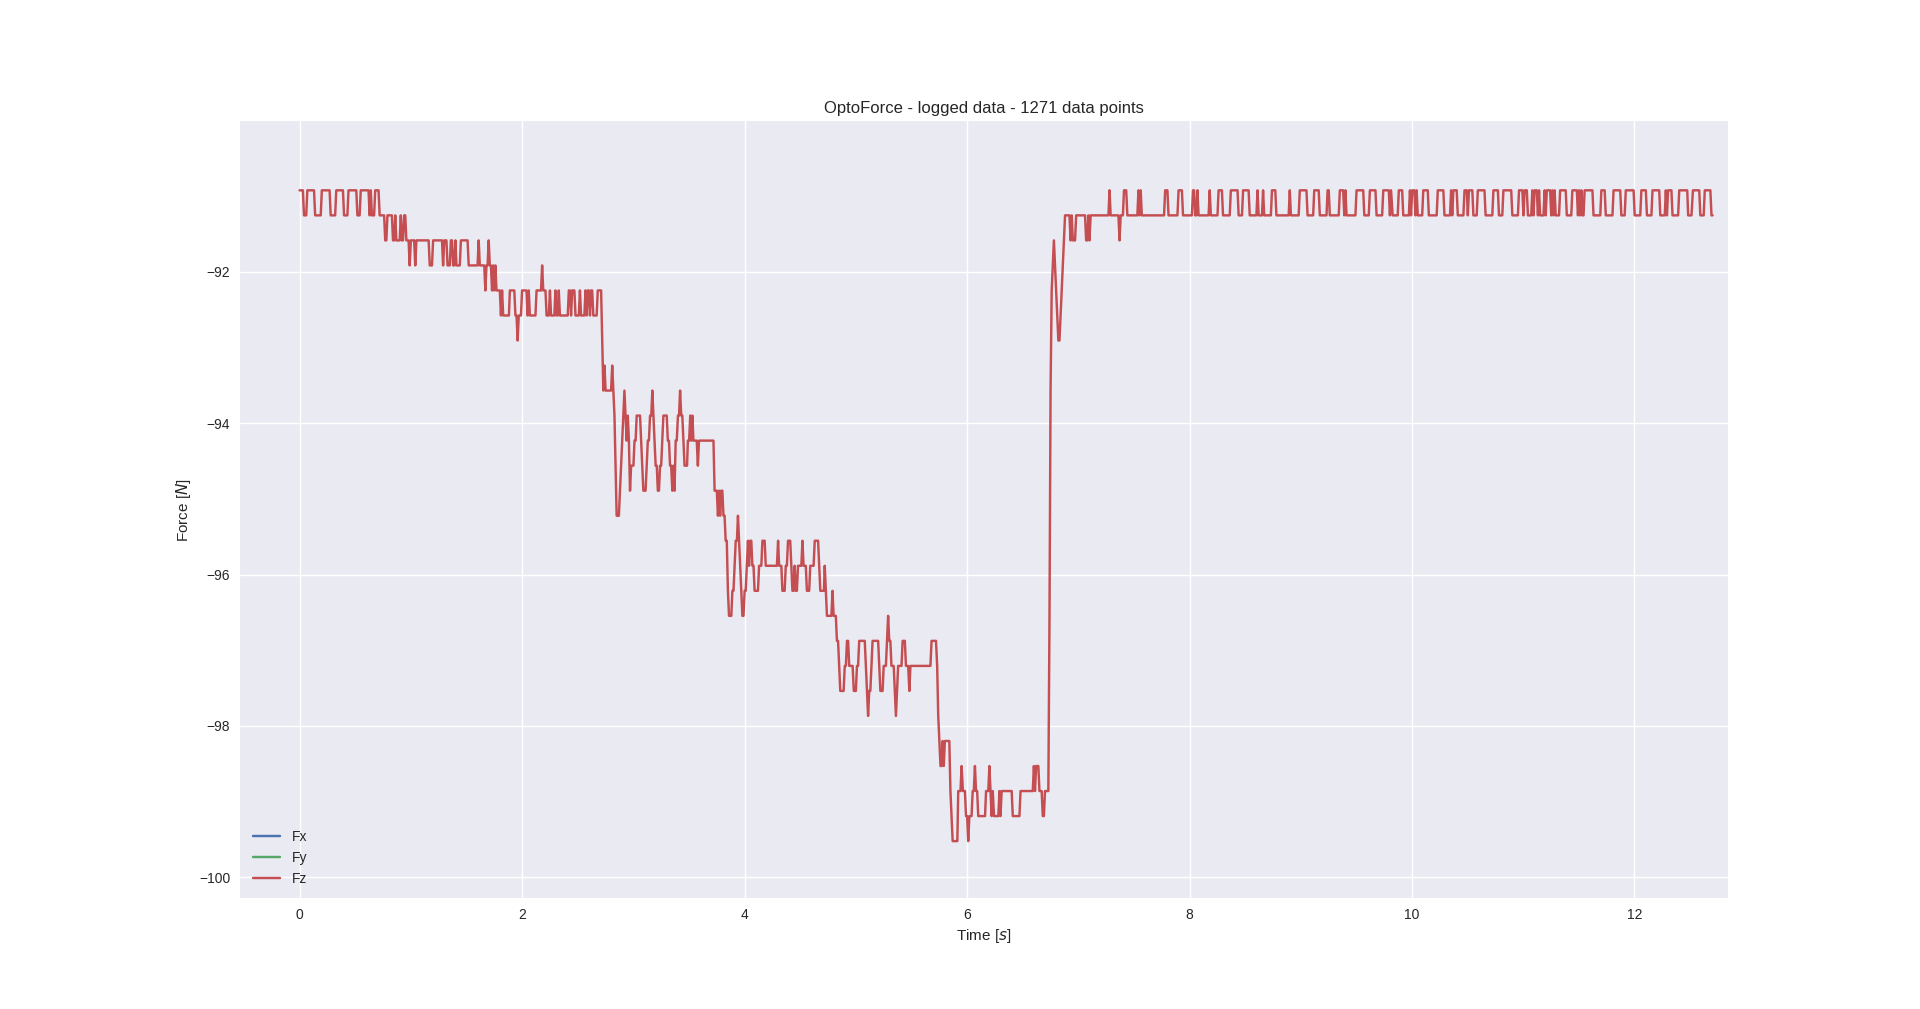 OptoForce - logged data - 1271 data points
Force [N]
−92
−94
−96
−98
−100
Fx
Fy
Fz
0 2 4 6 8 10 12
Time [s]